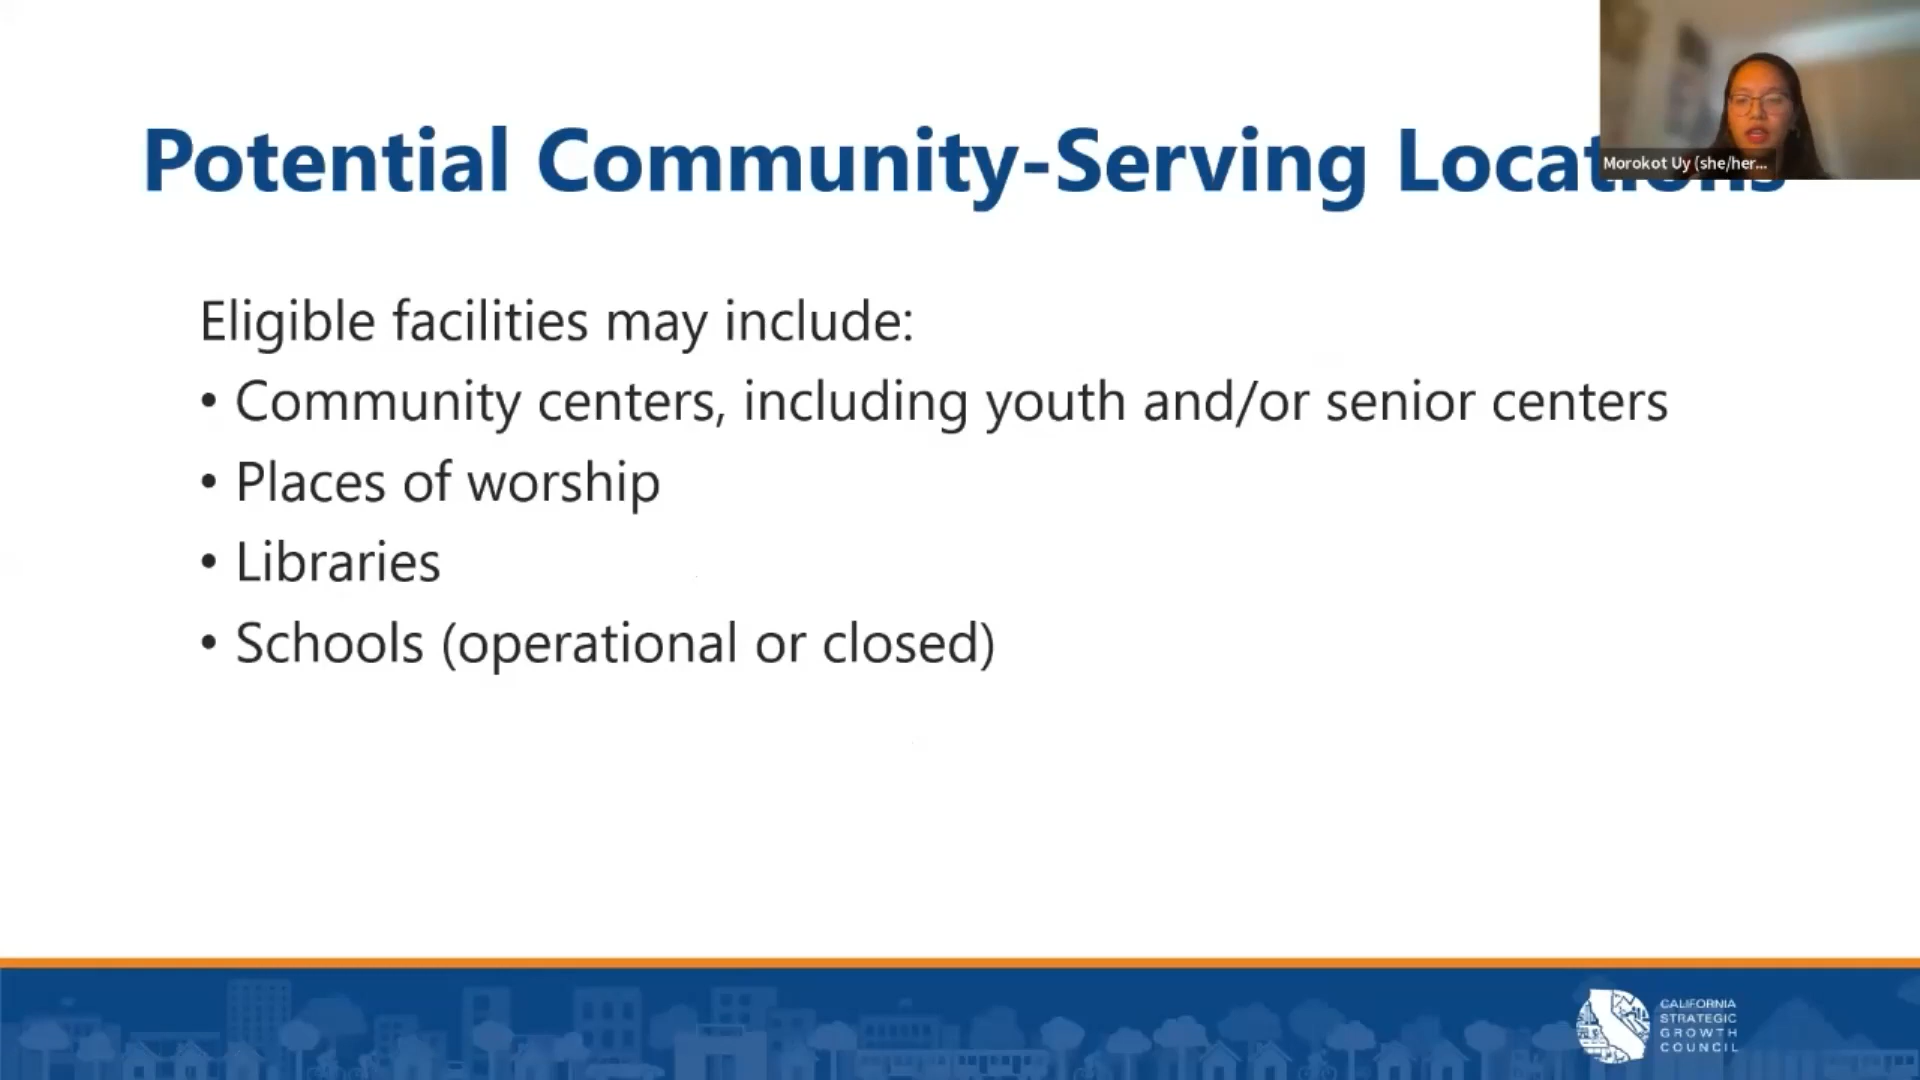 Potential Community-Serving Locations
Morokot Uy (she/her...
Eligible facilities may include:
• Community centers, including youth and/or senior centers
• Places of worship
• Libraries
• Schools (operational or closed)
CALIFORNIA
STRATEGIC
GROWTH
COUNCIL